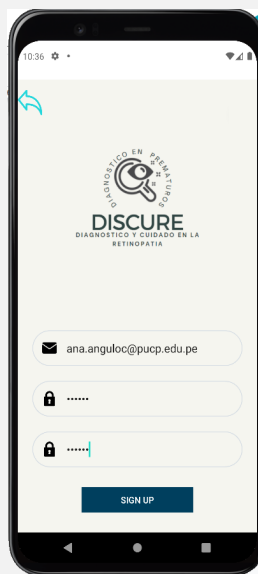 10:36
DIAGNOSTICO EN PREMATUROS
DISCURE
DIAGNOSTICO Y CUIDADO EN LA
RETINOPATIA
ana.anguloc@pucp.edu.pe
••••••
••••••
SIGN UP